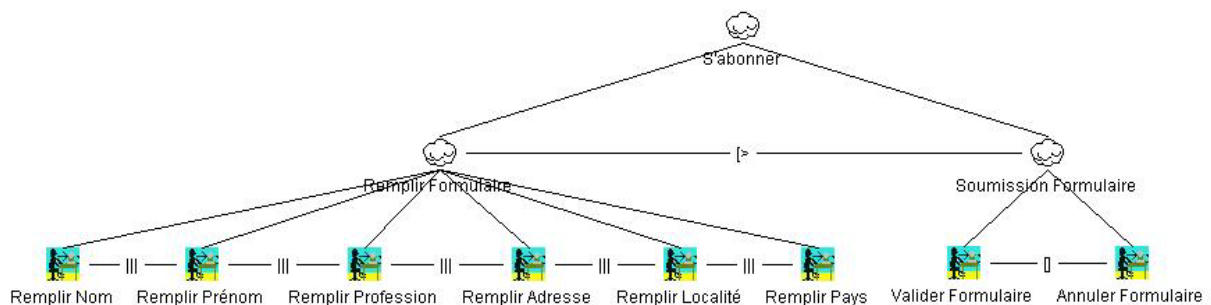 S'abonner
[>
Remplir Formulaire
Soumission Formulaire
||| ||| ||| ||| ||| []
Remplir Nom Remplir Prénom Remplir Profession Remplir Adresse Remplir Localité Remplir Pays Valider Formulaire Annuler Formulaire